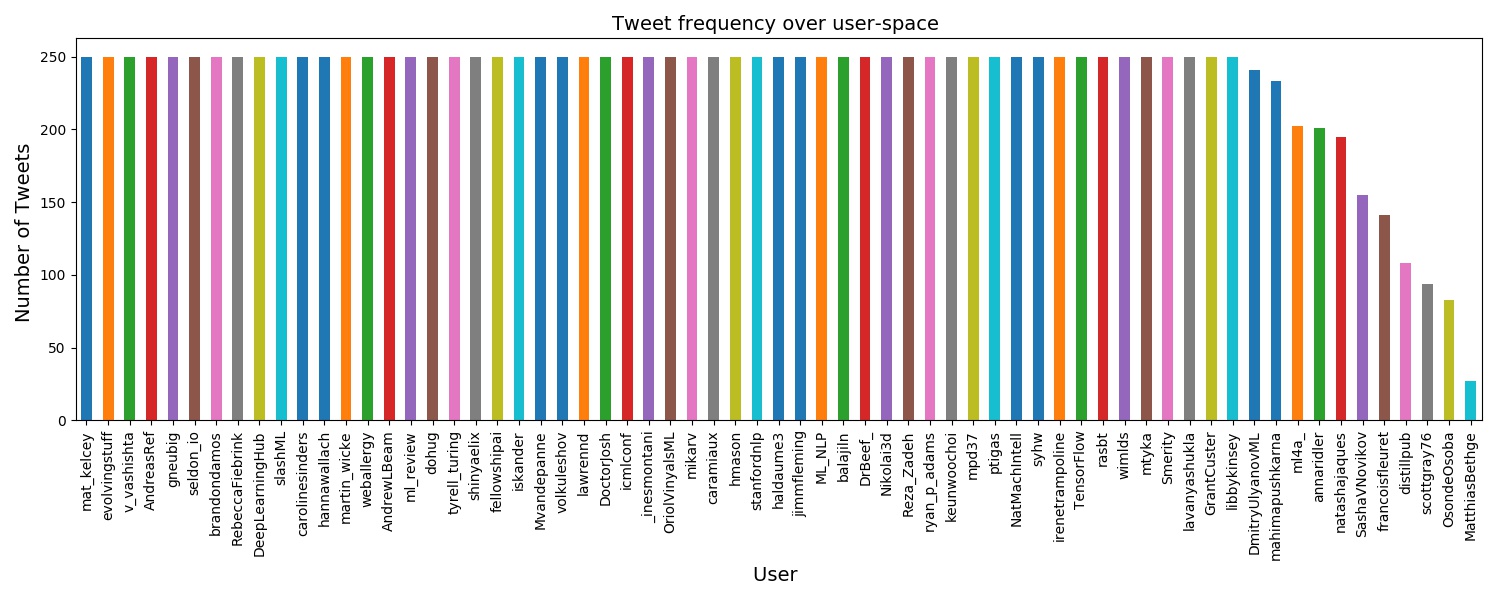 Tweet frequency over user-space
Number of Tweets
250
200
150
100
50
0
mat_kelcey
evolvingstuff
v_vashishta
AndreasRef
gneubig
seldon_io
brandondamos
RebeccaFiebrink
DeepLearningHub
slashML
carolinesinders
hannawallach
martin_wicke
weballergy
AndrewLBeam
ml_review
dohug
tyrell_turing
shinyaelix
fellowshipai
iskander
Mvandepanne
volkuleshov
lawrennd
DoctorJosh
icmlconf
_inesmontani
OriolVinyalsML
mikarv
caramiaux
hmason
stanfordnlp
haldaume3
jimmfleming
ML_NLP
balajiln
DrBeef_
Nikolai3d
Reza_Zadeh
ryan_p_adams
keunwoochoi
mpd37
ptigas
NatMachIntell
syhw
irenetrampoline
TensorFlow
rasbt
wimlds
mtyka
Smerity
lavanyashukla
GrantCuster
libbykinsey
DmitryUlyanovML
mahimapushkarna
ml4a_
annaridler
natashajaques
SashaVNovikov
francoisfleuret
distillpub
scottgray76
OsondeOsoba
MatthiasBethge
User